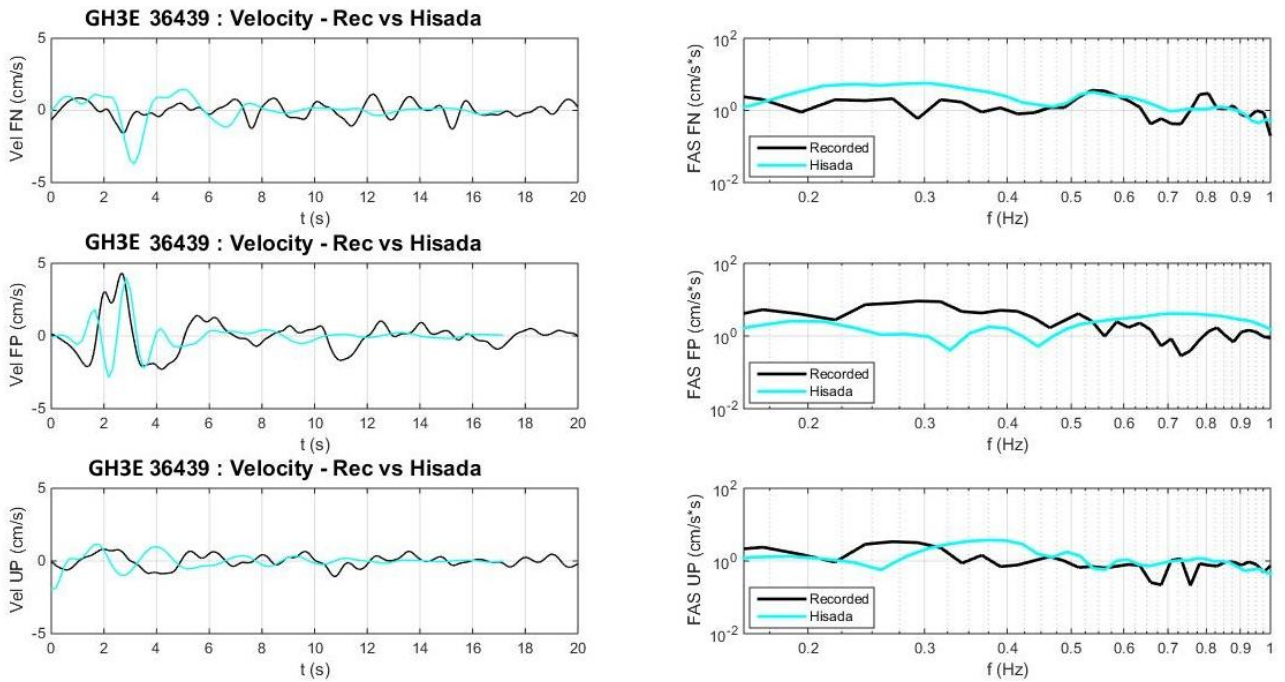 GH3E 36439 : Velocity - Rec vs Hisada
Vel FN (cm/s)
5
0
-5
0 2 4 6 8 10 12 14 16 18 20
t (s)
FAS FN (cm/s*s)
10^2
10^0
10^-2
Recorded
Hisada
0.2 0.3 0.4 0.5 0.6 0.7 0.8 0.9 1
f (Hz)
GH3E 36439 : Velocity - Rec vs Hisada
Vel FP (cm/s)
5
0
-5
0 2 4 6 8 10 12 14 16 18 20
t (s)
FAS FP (cm/s*s)
10^2
10^0
10^-2
Recorded
Hisada
0.2 0.3 0.4 0.5 0.6 0.7 0.8 0.9 1
f (Hz)
GH3E 36439 : Velocity - Rec vs Hisada
Vel UP (cm/s)
5
0
-5
0 2 4 6 8 10 12 14 16 18 20
t (s)
FAS UP (cm/s*s)
10^2
10^0
10^-2
Recorded
Hisada
0.2 0.3 0.4 0.5 0.6 0.7 0.8 0.9 1
f (Hz)